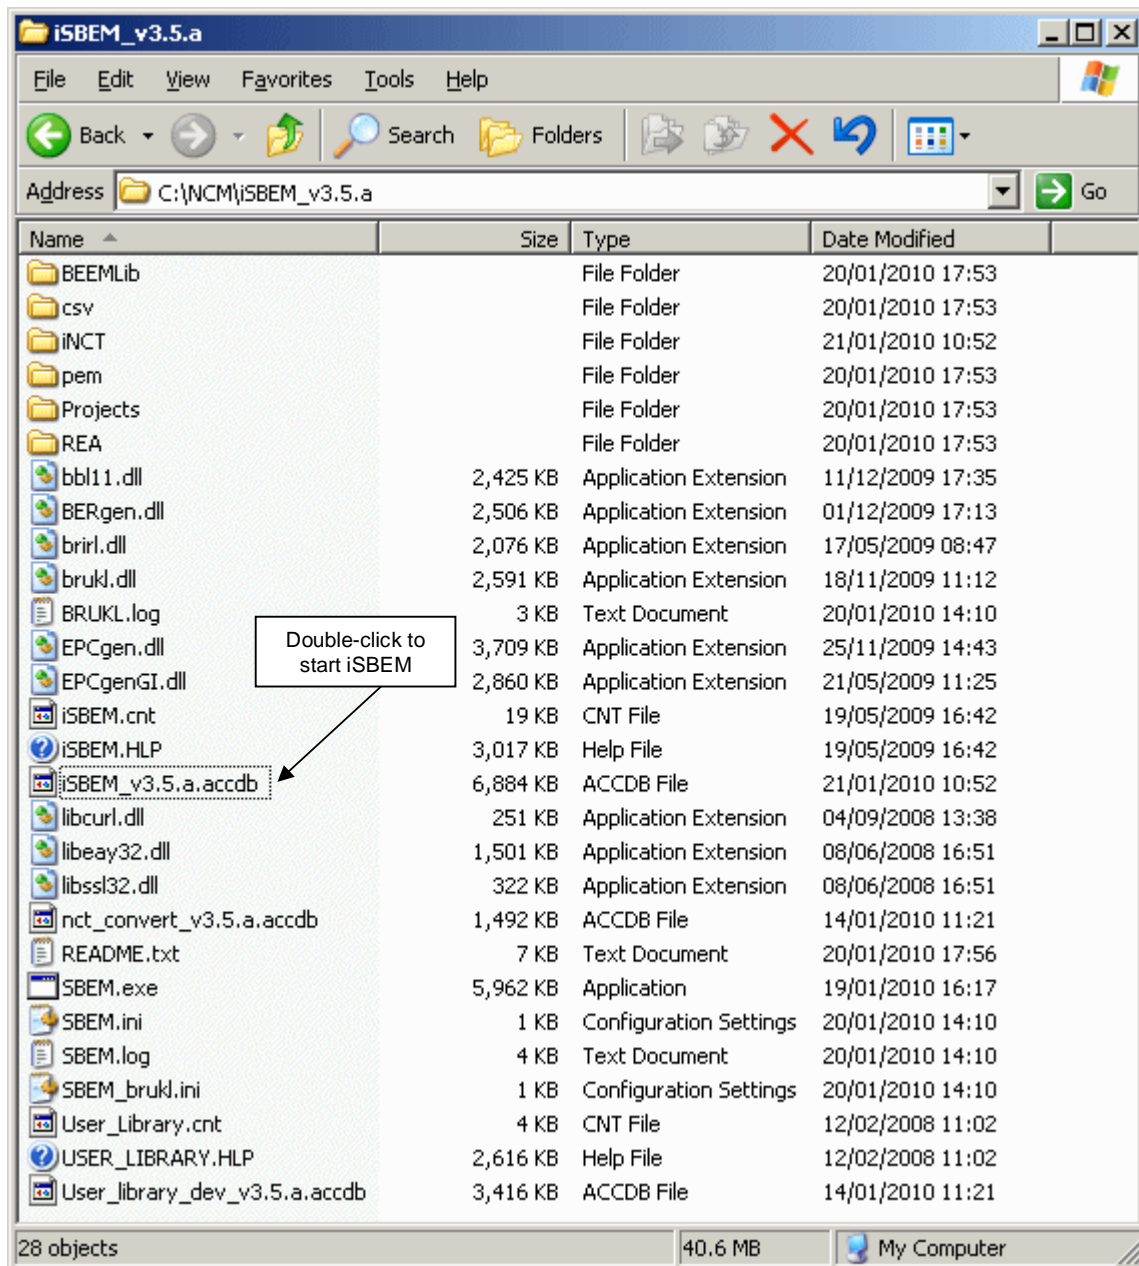 iSBEM_v3.5.a
File Edit View Favorites Tools Help
Back Search Folders
Address C:\NCM\iSBEM_v3.5.a Go
Name Size Type Date Modified
BEEMLib File Folder 20/01/2010 17:53
csv File Folder 20/01/2010 17:53
iNCT File Folder 21/01/2010 10:52
pem File Folder 20/01/2010 17:53
Projects File Folder 20/01/2010 17:53
REA File Folder 20/01/2010 17:53
bbl11.dll 2,425 KB Application Extension 11/12/2009 17:35
BERgen.dll 2,506 KB Application Extension 01/12/2009 17:13
brirl.dll 2,076 KB Application Extension 17/05/2009 08:47
brukl.dll 2,591 KB Application Extension 18/11/2009 11:12
BRUKL.log 3 KB Text Document 20/01/2010 14:10
Double-click to
start iSBEM
EPCgen.dll 3,709 KB Application Extension 25/11/2009 14:43
EPCgenGI.dll 2,860 KB Application Extension 21/05/2009 11:25
iSBEM.cnt 19 KB CNT File 19/05/2009 16:42
iSBEM.HLP 3,017 KB Help File 19/05/2009 16:42
iSBEM_v3.5.a.accdb 6,884 KB ACCDB File 21/01/2010 10:52
libcurl.dll 251 KB Application Extension 04/09/2008 13:38
libeay32.dll 1,501 KB Application Extension 08/06/2008 16:51
libssl32.dll 322 KB Application Extension 08/06/2008 16:51
nct_convert_v3.5.a.accdb 1,492 KB ACCDB File 14/01/2010 11:21
README.txt 7 KB Text Document 20/01/2010 17:56
SBEM.exe 5,962 KB Application 19/01/2010 16:17
SBEM.ini 1 KB Configuration Settings 20/01/2010 14:10
SBEM.log 4 KB Text Document 20/01/2010 14:10
SBEM_brukl.ini 1 KB Configuration Settings 20/01/2010 14:10
User_Library.cnt 4 KB CNT File 12/02/2008 11:02
USER_LIBRARY.HLP 2,616 KB Help File 12/02/2008 11:02
User_library_dev_v3.5.a.accdb 3,416 KB ACCDB File 14/01/2010 11:21
28 objects 40.6 MB My Computer